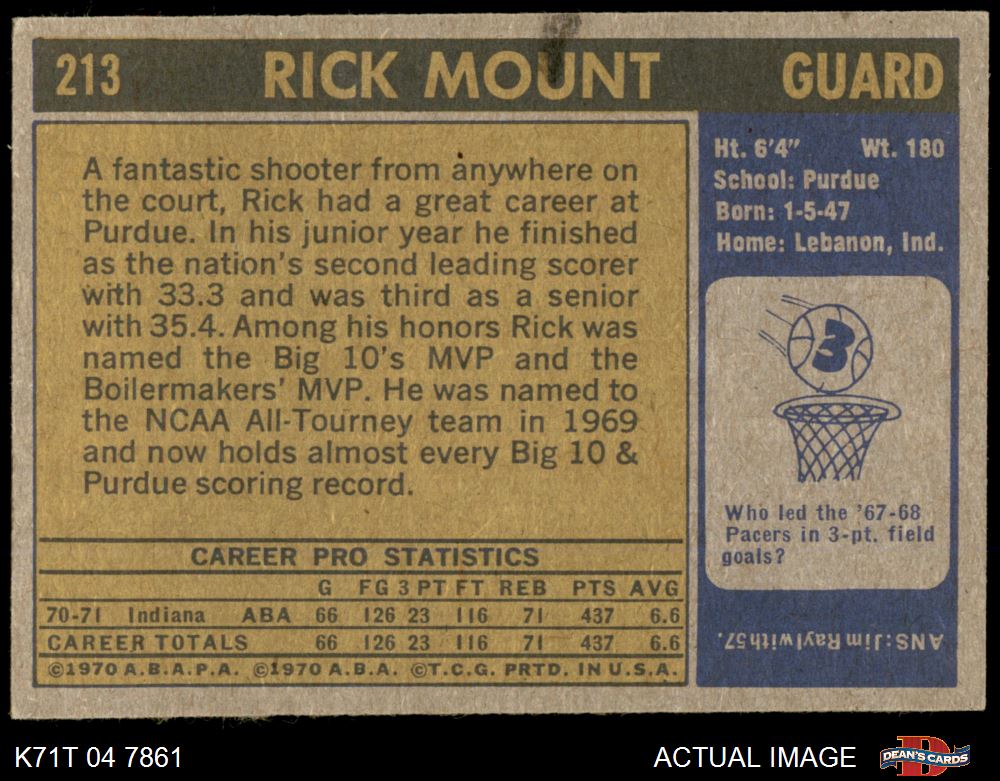 213 RICK MOUNT GUARD
A fantastic shooter from anywhere on
the court, Rick had a great career at
Purdue. In his junior year he finished
as the nation's second leading scorer
with 33.3 and was third as a senior
with 35.4. Among his honors Rick was
named the Big 10's MVP and the
Boilermakers' MVP. He was named to
the NCAA All-Tourney team in 1969
and now holds almost every Big 10 &
Purdue scoring record.
CAREER PRO STATISTICS
G FG 3 PT FT REB PTS AVG
70-71 Indiana ABA 66 126 23 116 71 437 6.6
CAREER TOTALS 66 126 23 116 71 437 6.6
©1970 A.B.A.P.A. ©1970 A.B.A. ©T.C.G. PRTD. IN U.S.A.
Ht. 6'4" Wt. 180
School: Purdue
Born: 1-5-47
Home: Lebanon, Ind.
3
Who led the '67-68
Pacers in 3-pt. field
goals?
ANS: Jim Ray with 57.
K71T 04 7861 ACTUAL IMAGE DEAN'S CARDS